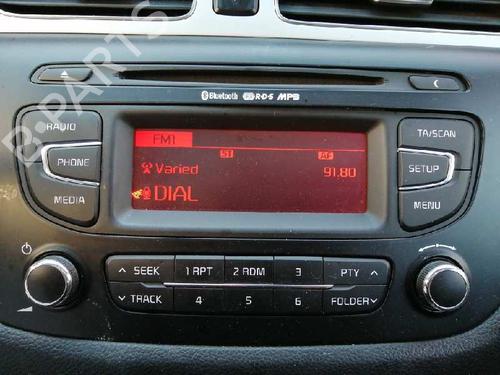 B-PARTS
Bluetooth R·D·S MP3
RADIO
PHONE
MEDIA
FM1
ST AF
Varied 91.80
DIAL
TA/SCAN
SETUP
MENU
SEEK 1 RPT 2 RDM 3 PTY
TRACK 4 5 6 FOLDER